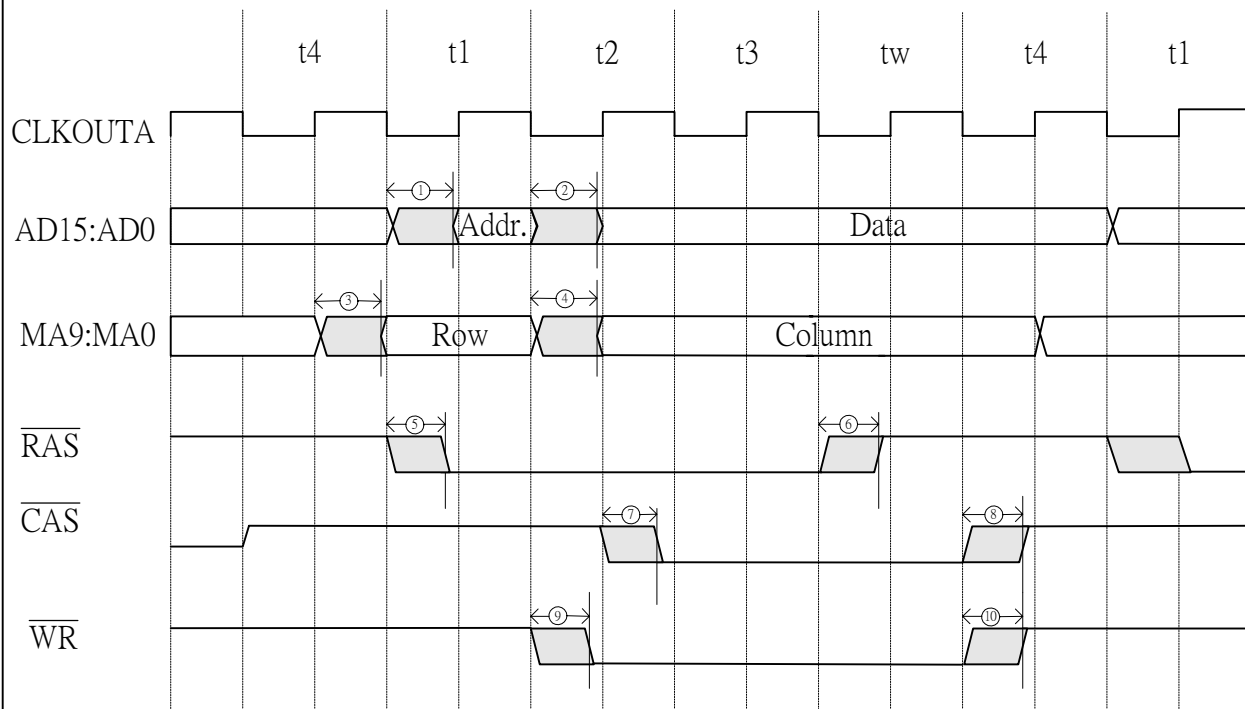 t4 t1 t2 t3 tw t4 t1
CLKOUTA
① ②
AD15:AD0 Addr. Data
③ ④
MA9:MA0 Row Column
⑤ ⑥
RAS
⑦ ⑧
CAS
⑨ ⑩
WR